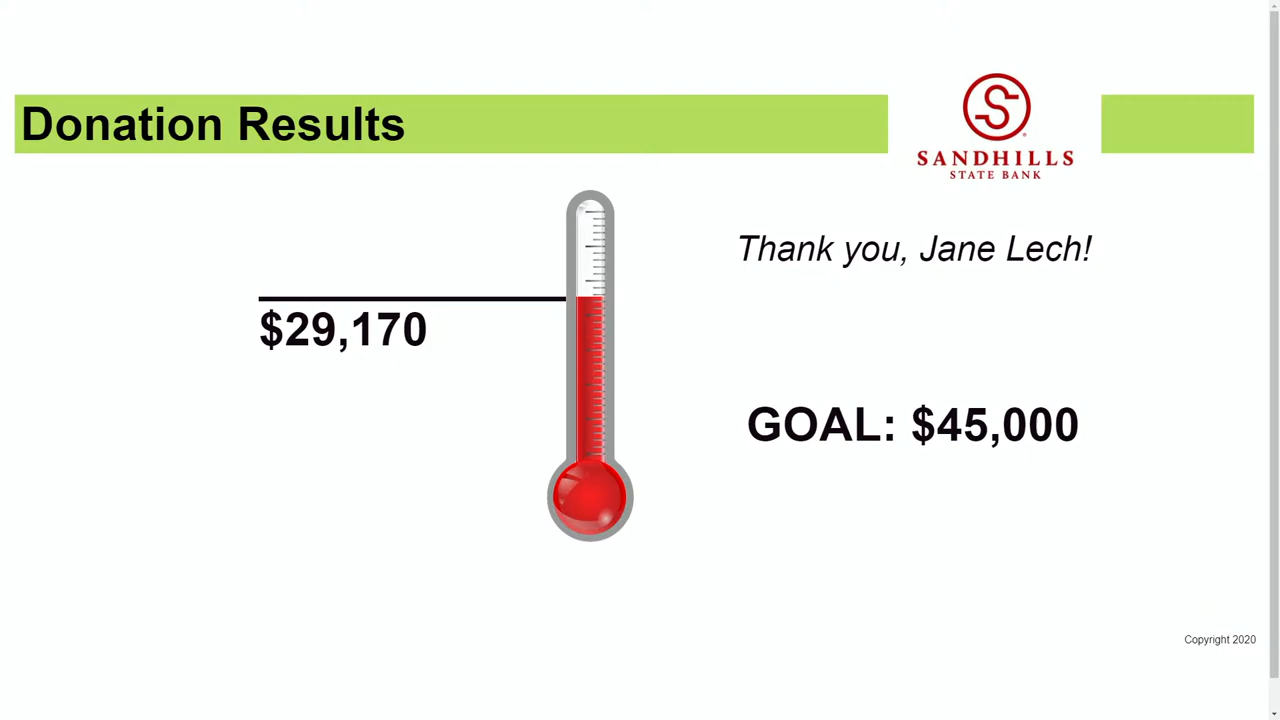 Donation Results
SANDHILLS
STATE BANK
Thank you, Jane Lech!
$29,170
GOAL: $45,000
Copyright 2020